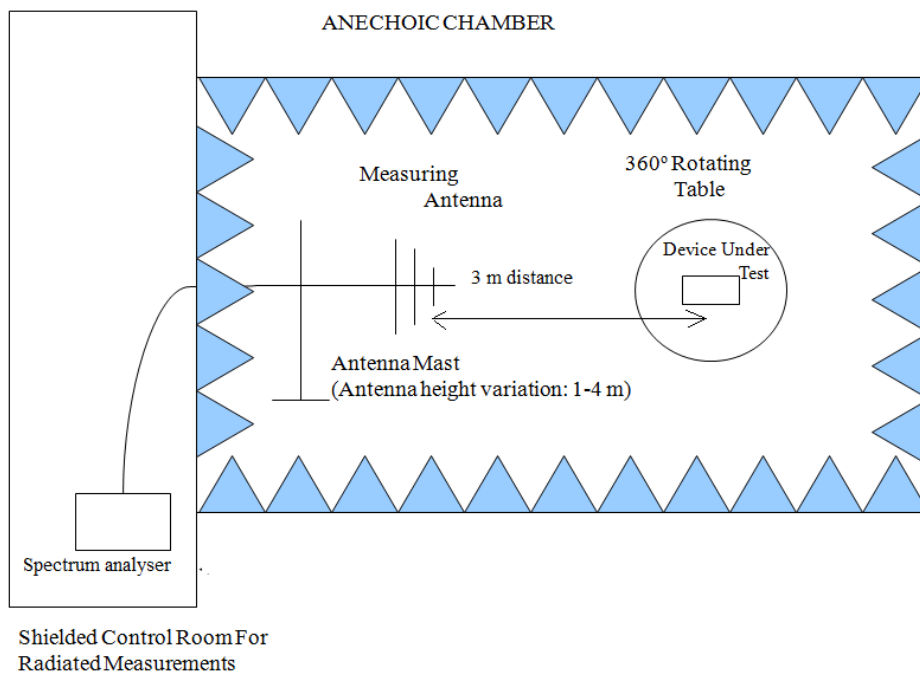 ANECHOIC CHAMBER
Measuring
Antenna
360º Rotating
Table
Device Under
Test
3 m distance
Antenna Mast
(Antenna height variation: 1-4 m)
Spectrum analyser
Shielded Control Room For
Radiated Measurements